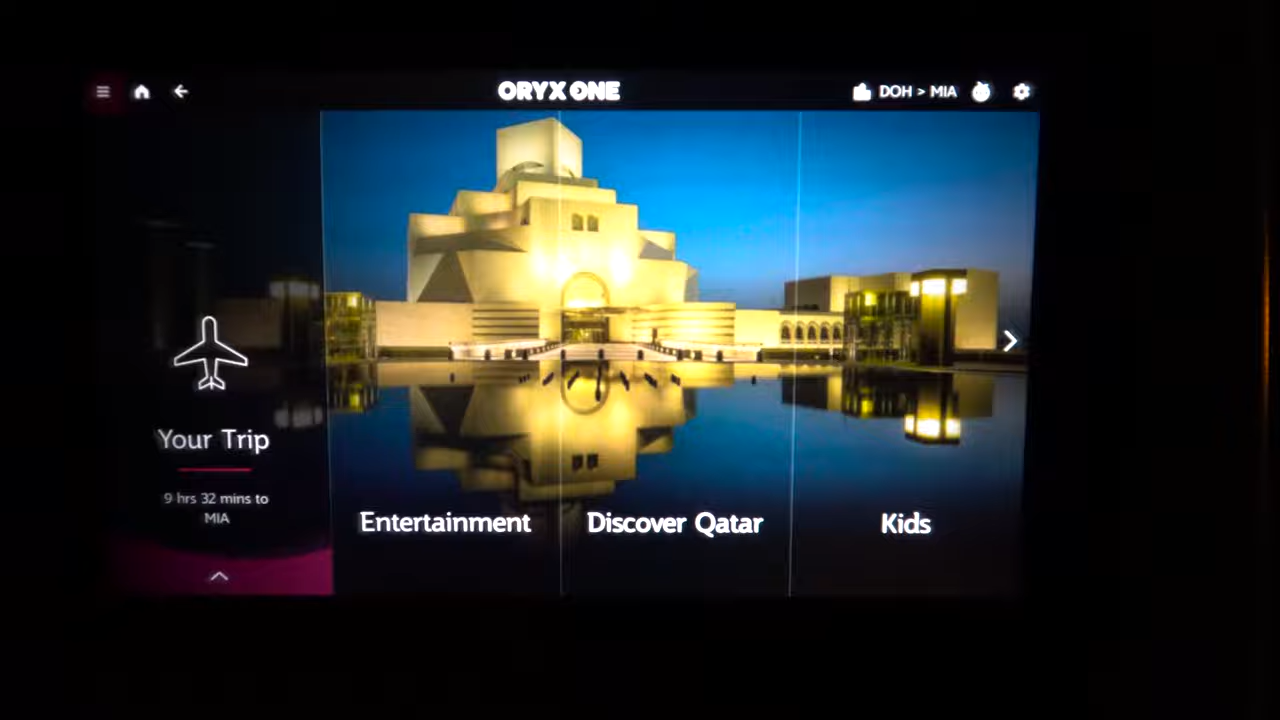 ORYX ONE
DOH > MIA
Your Trip
9 hrs 32 mins to
MIA
Entertainment
Discover Qatar
Kids